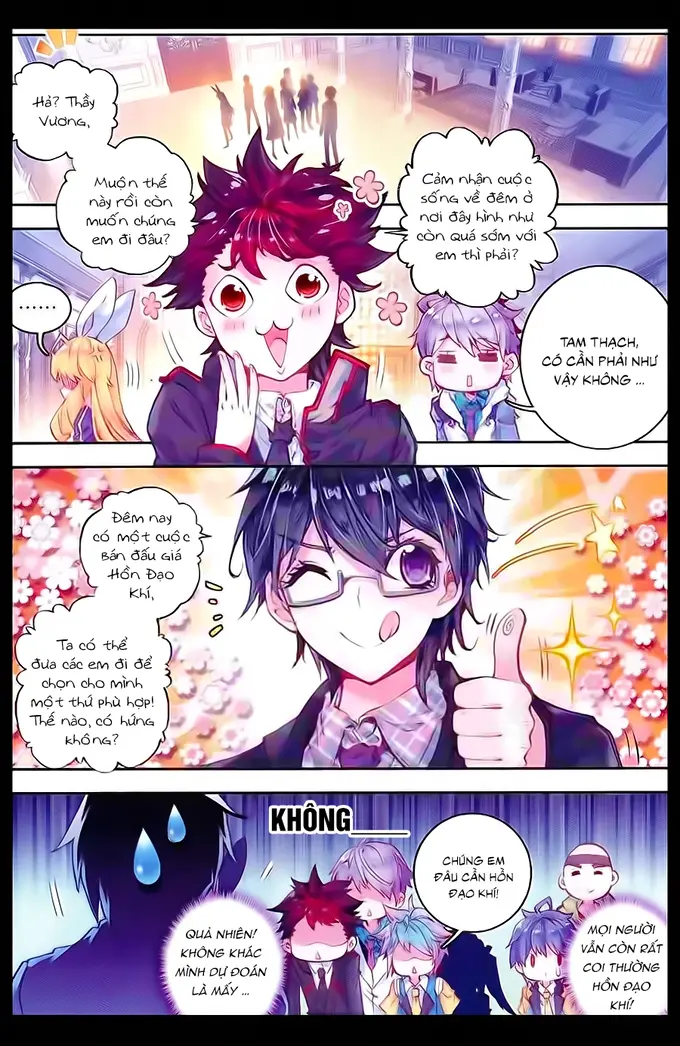 Hả? Thầy
Vương,
Muộn thế
này rồi còn
muốn chúng
em đi đâu?
Cảm nhận cuộc
sống về đêm ở
nơi đây hình như
còn quá sớm với
em thì phải?
......
TAM THẠCH,
CÓ CẦN PHẢI NHƯ
VẬY KHÔNG ...
Đêm nay
có một cuộc
bán đấu giá
Hồn Đạo
Khí,
Ta có thể
đưa các em đi để
chọn cho mình
một thứ phù hợp!
Thế nào, có hứng
không?
KHÔNG___
CHÚNG EM
ĐÂU CẦN HỒN
ĐẠO KHÍ!
QUẢ NHIÊN!
KHÔNG KHÁC
MÌNH DỰ ĐOÁN
LÀ MẤY ...
MỌI NGƯỜI
VẪN CÒN RẤT
COI THƯỜNG
HỒN ĐẠO
KHÍ!